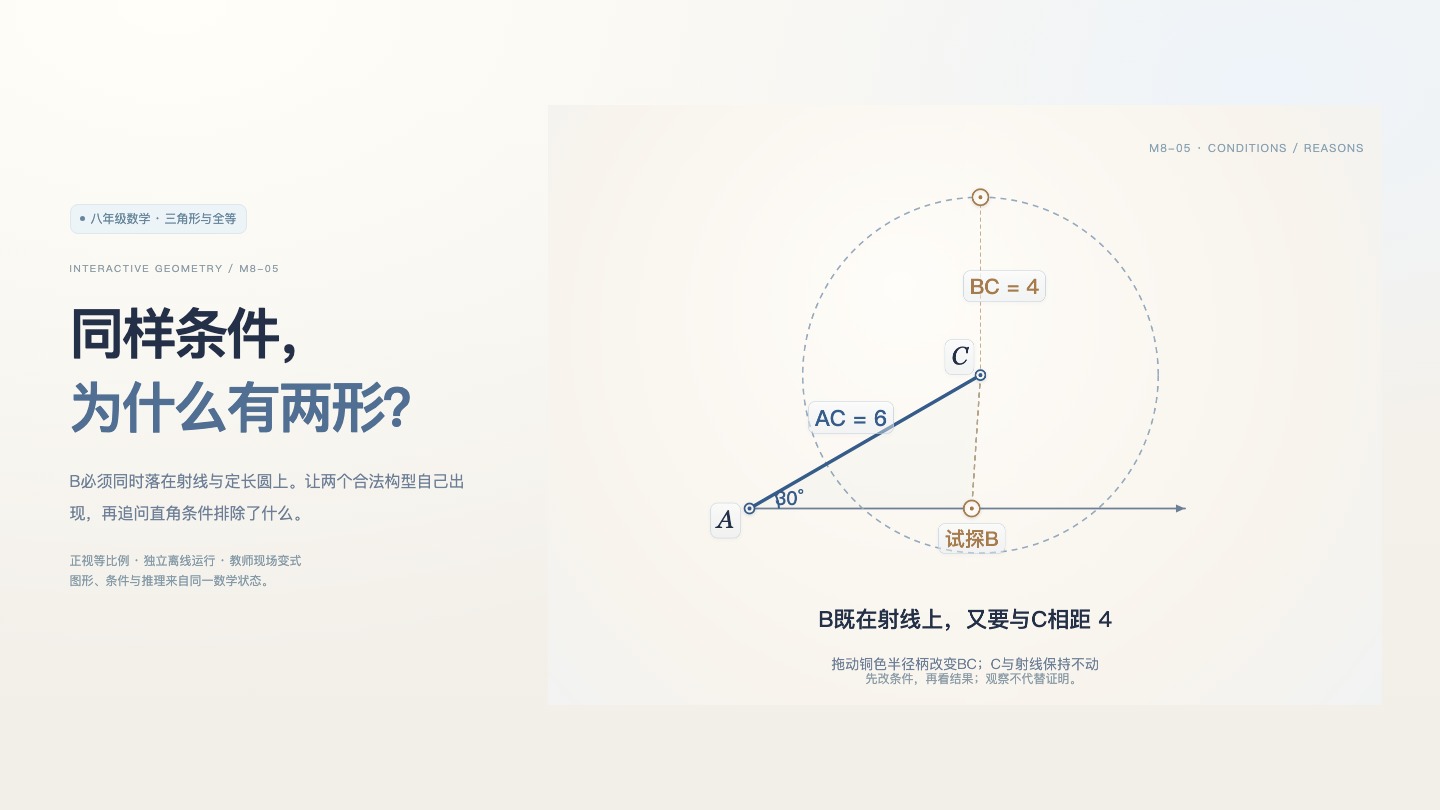 八年级数学 · 三角形与全等
INTERACTIVE GEOMETRY / M8-05
同样条件，
为什么有两形？
B必须同时落在射线与定长圆上。让两个合法构型自己出
现，再追问直角条件排除了什么。
正视等比例 · 独立离线运行 · 教师现场变式
图形、条件与推理来自同一数学状态。
M8-05 · CONDITIONS / REASONS
BC = 4
C
AC = 6
30°
A
试探B
B既在射线上，又要与C相距 4
拖动铜色半径柄改变BC；C与射线保持不动
先改条件，再看结果；观察不代替证明。